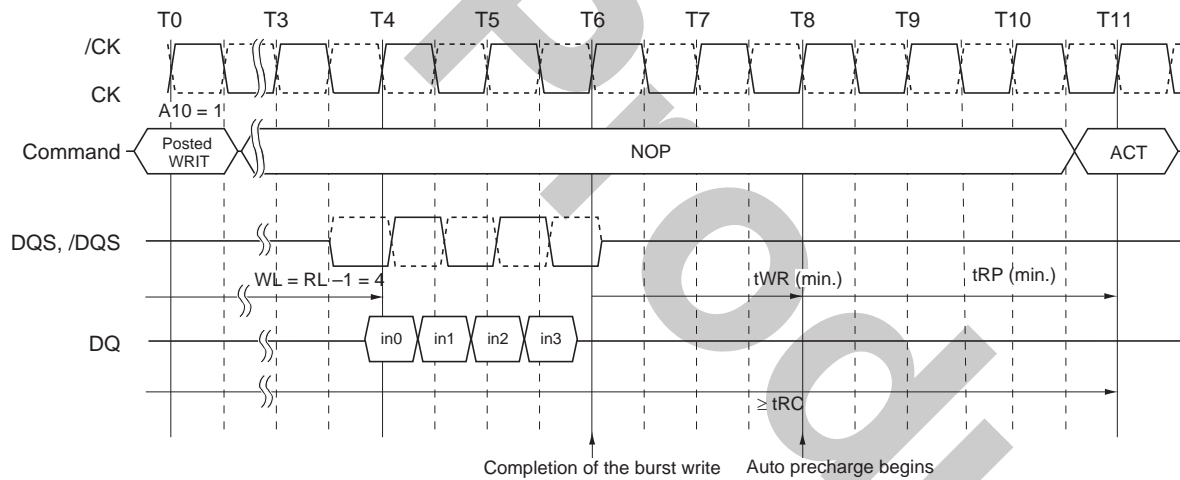 T0 T3 T4 T5 T6 T7 T8 T9 T10 T11
/CK
CK
A10 = 1
Command
Posted
WRIT
NOP
ACT
DQS, /DQS
WL = RL –1 = 4
tWR (min.)
tRP (min.)
DQ
in0 in1 in2 in3
≥ tRC
Completion of the burst write
Auto precharge begins